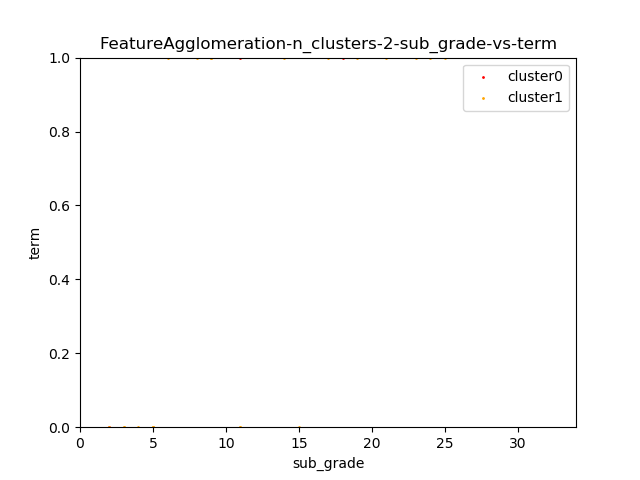 FeatureAgglomeration-n_clusters-2-sub_grade-vs-term
1.0
cluster0
cluster1
0.8
0.6
term
0.4
0.2
0.0
0 5 10 15 20 25 30
sub_grade